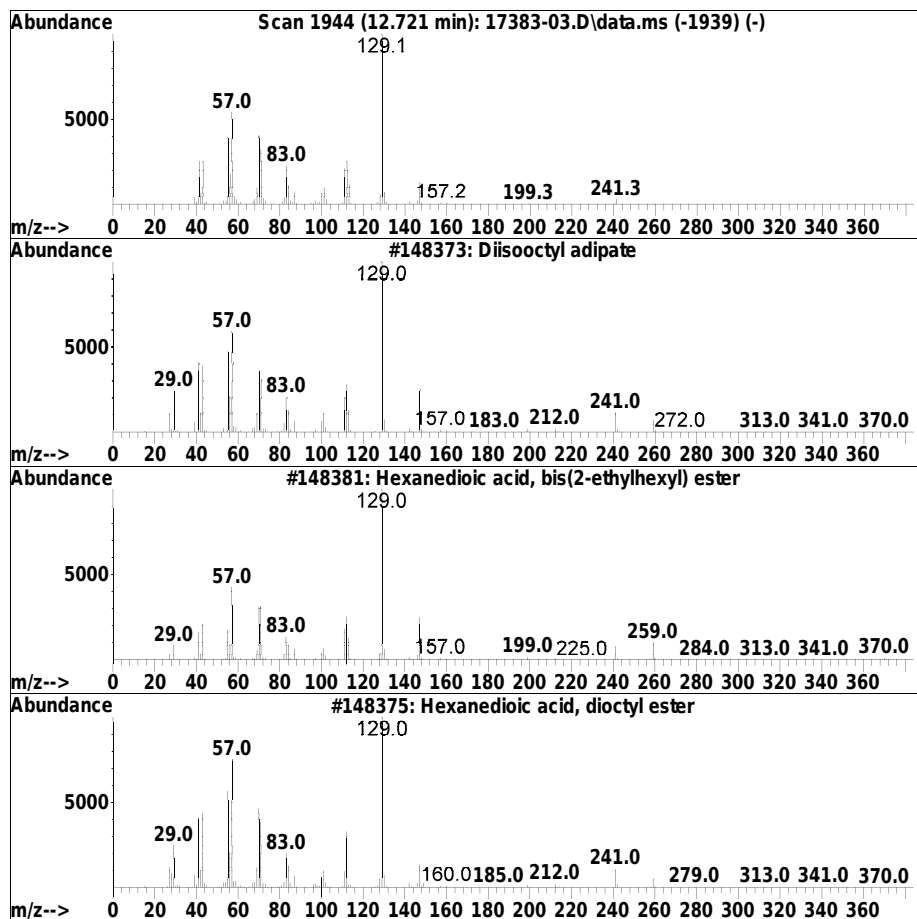 Abundance Scan 1944 (12.721 min): 17383-03.D\data.ms (-1939) (-)
129.1
57.0
5000
83.0
157.2 199.3 241.3
0 20 40 60 80 100 120 140 160 180 200 220 240 260 280 300 320 340 360
m/z-->
Abundance #148373: Diisooctyl adipate
129.0
57.0
5000
29.0 83.0
241.0
157.0 183.0 212.0 272.0 313.0 341.0 370.0
0 20 40 60 80 100 120 140 160 180 200 220 240 260 280 300 320 340 360
m/z-->
Abundance #148381: Hexanedioic acid, bis(2-ethylhexyl) ester
129.0
57.0
5000
29.0 83.0 259.0
157.0 199.0 225.0 284.0 313.0 341.0 370.0
0 20 40 60 80 100 120 140 160 180 200 220 240 260 280 300 320 340 360
m/z-->
Abundance #148375: Hexanedioic acid, dioctyl ester
129.0
57.0
5000
29.0 83.0
241.0
160.0 185.0 212.0 279.0 313.0 341.0 370.0
0 20 40 60 80 100 120 140 160 180 200 220 240 260 280 300 320 340 360
m/z-->